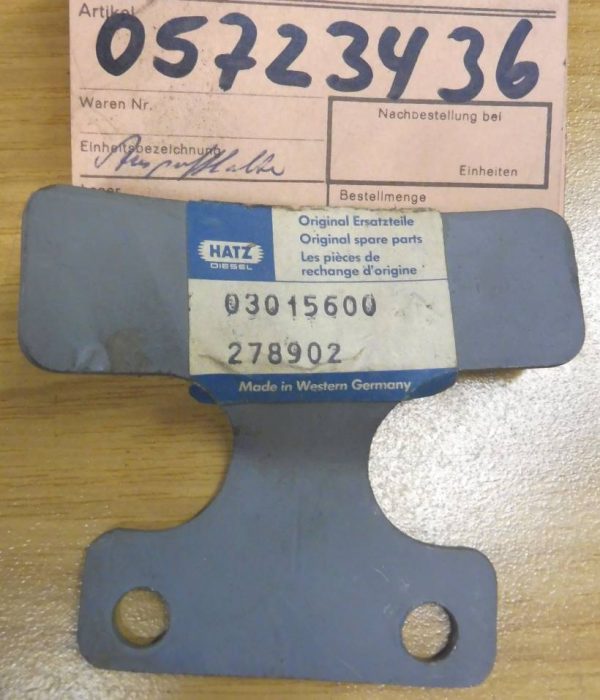 Artikel
05723436
Waren Nr.
Nachbestellung bei
Einheitsbezeichnung
Auspuffhalter
Einheiten
Lager
Bestellmenge
HATZ
DIESEL
Original Ersatzteile
Original spare parts
Les pièces de
rechange d'origine
03015600
278902
Made in Western Germany